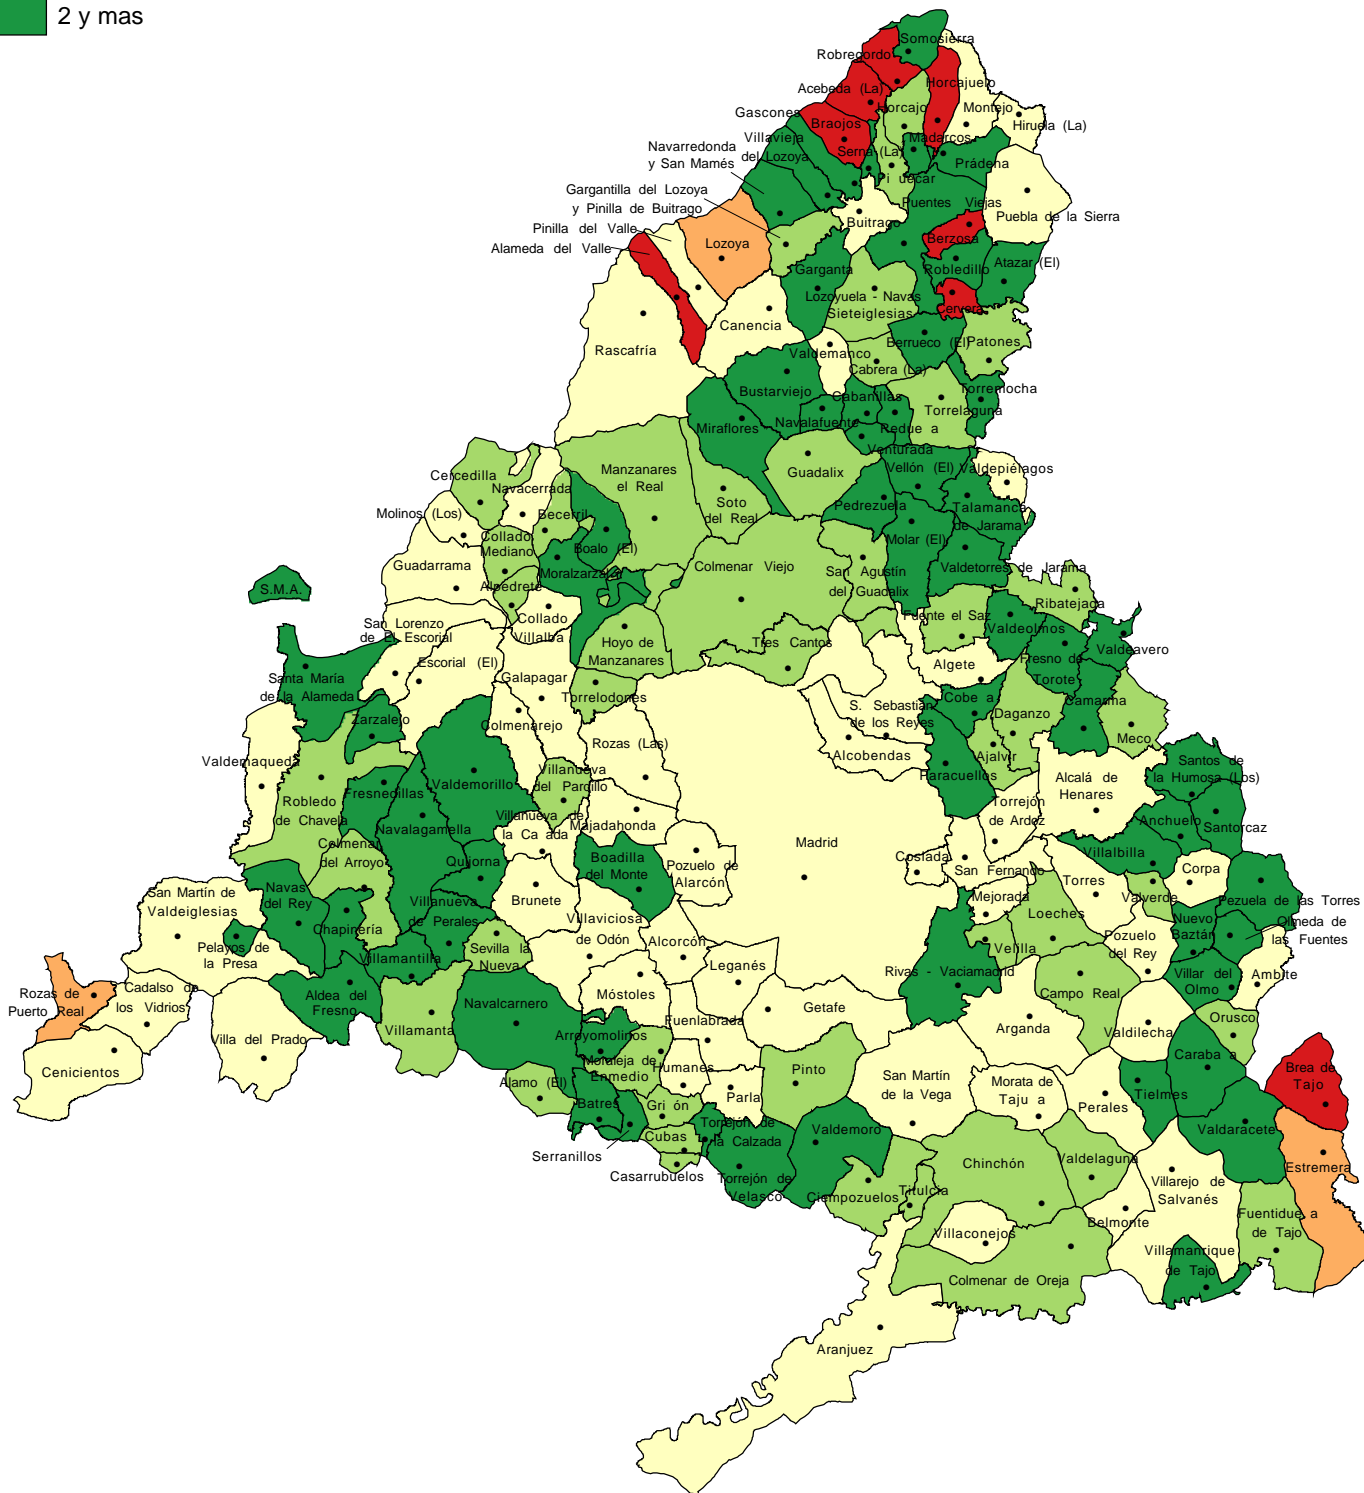 2 y mas
Somosierra
Robregordo
Horcajuelo
Acebeda (La)
Horcajo
Montejo
Gascones
Braojos
Hiruela (La)
Villavieja
del Lozoya
Madarcos
Navarredonda
y San Mamés
Serna (La)
Prádena
Pi uécar
Gargantilla del Lozoya
y Pinilla de Buitrago
Puentes Viejas
Puebla de la Sierra
Buitrago
Pinilla del Valle
Alameda del Valle
Lozoya
Berzosa
Garganta
Robledillo
Atazar (El)
Lozoyuela - Navas
Sieteiglesias
Cervera
Canencia
Rascafría
Valdemanco
Berrueco (El)
Patones
Cabrera (La)
Bustarviejo
Cabanillas
Torremocha
Torrelaguna
Miraflores
Navalafuente
Redue a
Venturada
Cercedilla
Manzanares
el Real
Guadalix
Vellón (El)
Valdepiélagos
Navacerrada
Soto
del Real
Pedrezuela
Talamanca
de Jarama
Molinos (Los)
Becerril
Collado
Mediano
Boalo (El)
Molar (El)
Guadarrama
Moralzarzal
Colmenar Viejo
San Agustín
del Guadalix
Valdetorres de Jarama
S.M.A.
Alpedrete
Ribatejada
San Lorenzo
de El Escorial
Collado
Villalba
Fuente el Saz
Valdeolmos
Hoyo de
Manzanares
Tres Cantos
Valdeavero
Escorial (El)
Algete
Fresno de
Torote
Santa María
de la Alameda
Galapagar
Torrelodones
Cobe a
Camarma
Zarzalejo
Colmenarejo
S. Sebastián
de los Reyes
Daganzo
Meco
Rozas (Las)
Alcobendas
Ajalvir
Valdemaqueda
Villanueva
del Pardillo
Paracuellos
Alcalá de
Henares
Santos de
la Humosa (Los)
Robledo
de Chavela
Fresnedillas
Valdemorillo
Torrejón
de Ardoz
Navalagamella
Villanueva de
la Ca ada
Majadahonda
Anchuelo
Santorcaz
Colmenar
del Arroyo
Madrid
Quijorna
Boadilla
del Monte
Pozuelo de
Alarcón
Coslada
Villalbilla
San Fernando
Corpa
San Martín de
Valdeiglesias
Navas
del Rey
Villanueva
de Perales
Brunete
Mejorada
Torres
Valverde
Pezuela de las Torres
Villaviciosa
de Odón
Loeches
Nuevo
Baztán
Olmeda de
las Fuentes
Chapinería
Pelayos de
la Presa
Sevilla la
Nueva
Alcorcón
Velilla
Pozuelo
del Rey
Villamantilla
Leganés
Rivas - Vaciamadrid
Villar del
Olmo
Ambite
Rozas de
Puerto Real
Cadalso de
los Vidrios
Aldea del
Fresno
Navalcarnero
Móstoles
Getafe
Campo Real
Orusco
Villamanta
Fuenlabrada
Arganda
Valdilecha
Villa del Prado
Arroyomolinos
Caraba a
Cenicientos
Moraleja de
Enmedio
Humanes
Pinto
San Martín
de la Vega
Morata de
Taju a
Brea de
Tajo
Alamo (El)
Parla
Perales
Tielmes
Batres
Gri ón
Cubas
Torrejón de
la Calzada
Valdemoro
Valdaracete
Serranillos
Chinchón
Valdelaguna
Estremera
Casarrubuelos
Torrejón de
Velasco
Ciempozuelos
Titulcia
Villarejo de
Salvanés
Belmonte
Fuentidue a
de Tajo
Villaconejos
Villamanrique
de Tajo
Colmenar de Oreja
Aranjuez